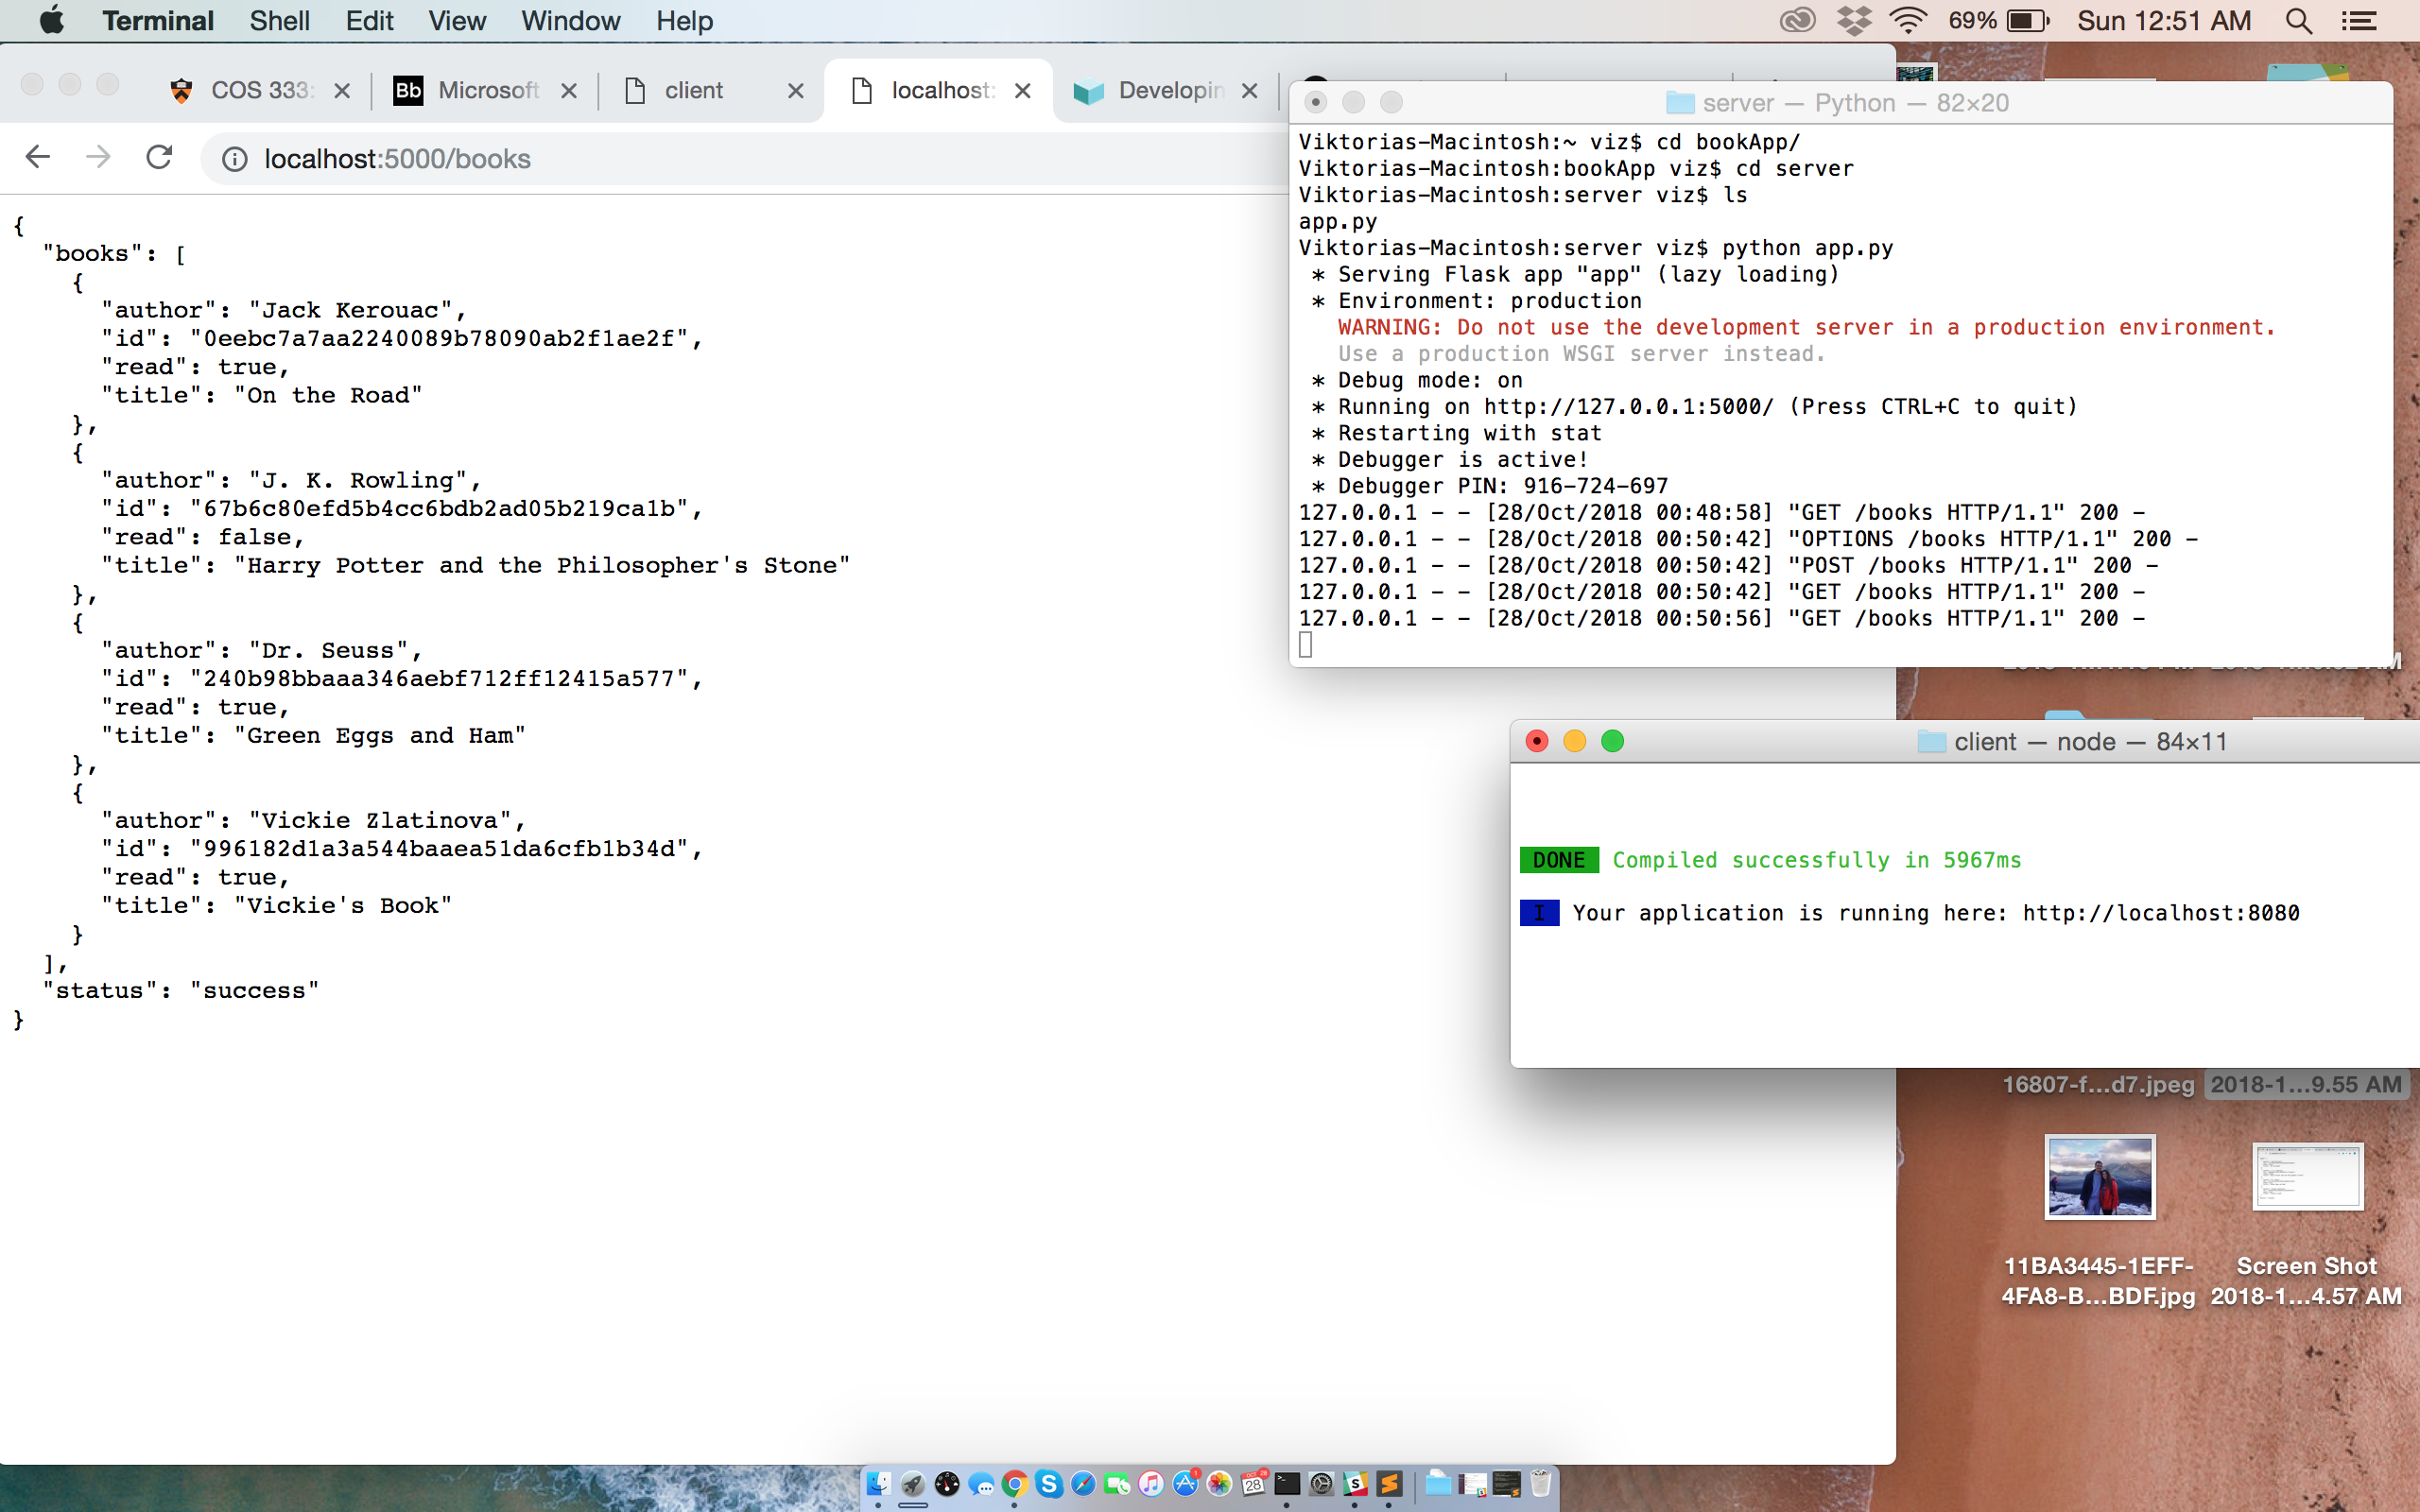 Terminal Shell Edit View Window Help 69% Sun 12:51 AM
COS 333: Microsoft client localhost: Developin
localhost:5000/books
{
"books": [
{
"author": "Jack Kerouac",
"id": "0eebc7a7aa2240089b78090ab2f1ae2f",
"read": true,
"title": "On the Road"
},
{
"author": "J. K. Rowling",
"id": "67b6c80efd5b4cc6bdb2ad05b219ca1b",
"read": false,
"title": "Harry Potter and the Philosopher's Stone"
},
{
"author": "Dr. Seuss",
"id": "240b98bbaaa346aebf712ff12415a577",
"read": true,
"title": "Green Eggs and Ham"
},
{
"author": "Vickie Zlatinova",
"id": "996182d1a3a544baaea51da6cfb1b34d",
"read": true,
"title": "Vickie's Book"
}
],
"status": "success"
}
server — Python — 82×20
Viktorias-Macintosh:~ viz$ cd bookApp/
Viktorias-Macintosh:bookApp viz$ cd server
Viktorias-Macintosh:server viz$ ls
app.py
Viktorias-Macintosh:server viz$ python app.py
* Serving Flask app "app" (lazy loading)
* Environment: production
WARNING: Do not use the development server in a production environment.
Use a production WSGI server instead.
* Debug mode: on
* Running on http://127.0.0.1:5000/ (Press CTRL+C to quit)
* Restarting with stat
* Debugger is active!
* Debugger PIN: 916-724-697
127.0.0.1 - - [28/Oct/2018 00:48:58] "GET /books HTTP/1.1" 200 -
127.0.0.1 - - [28/Oct/2018 00:50:42] "OPTIONS /books HTTP/1.1" 200 -
127.0.0.1 - - [28/Oct/2018 00:50:42] "POST /books HTTP/1.1" 200 -
127.0.0.1 - - [28/Oct/2018 00:50:42] "GET /books HTTP/1.1" 200 -
127.0.0.1 - - [28/Oct/2018 00:50:56] "GET /books HTTP/1.1" 200 -
client — node — 84×11
DONE Compiled successfully in 5967ms
I Your application is running here: http://localhost:8080
16807-f...d7.jpeg 2018-1...9.55 AM
11BA3445-1EFF- Screen Shot
4FA8-B...BDF.jpg 2018-1...4.57 AM